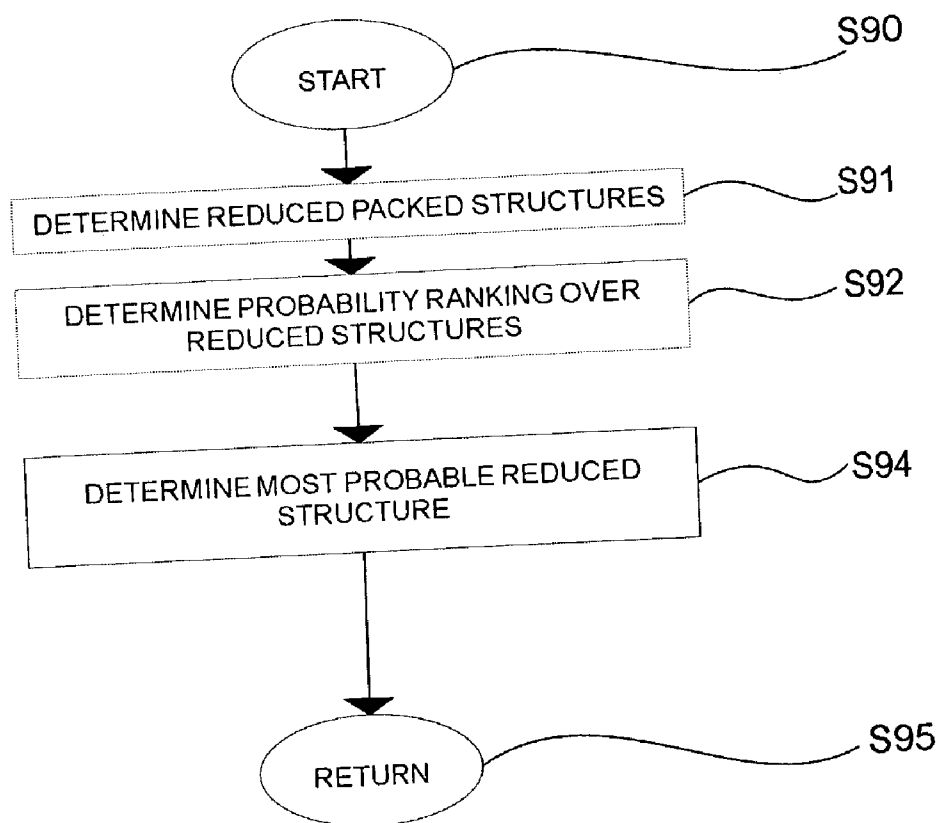 S90
START
S91
DETERMINE REDUCED PACKED STRUCTURES
S92
DETERMINE PROBABILITY RANKING OVER
REDUCED STRUCTURES
S94
DETERMINE MOST PROBABLE REDUCED
STRUCTURE
S95
RETURN